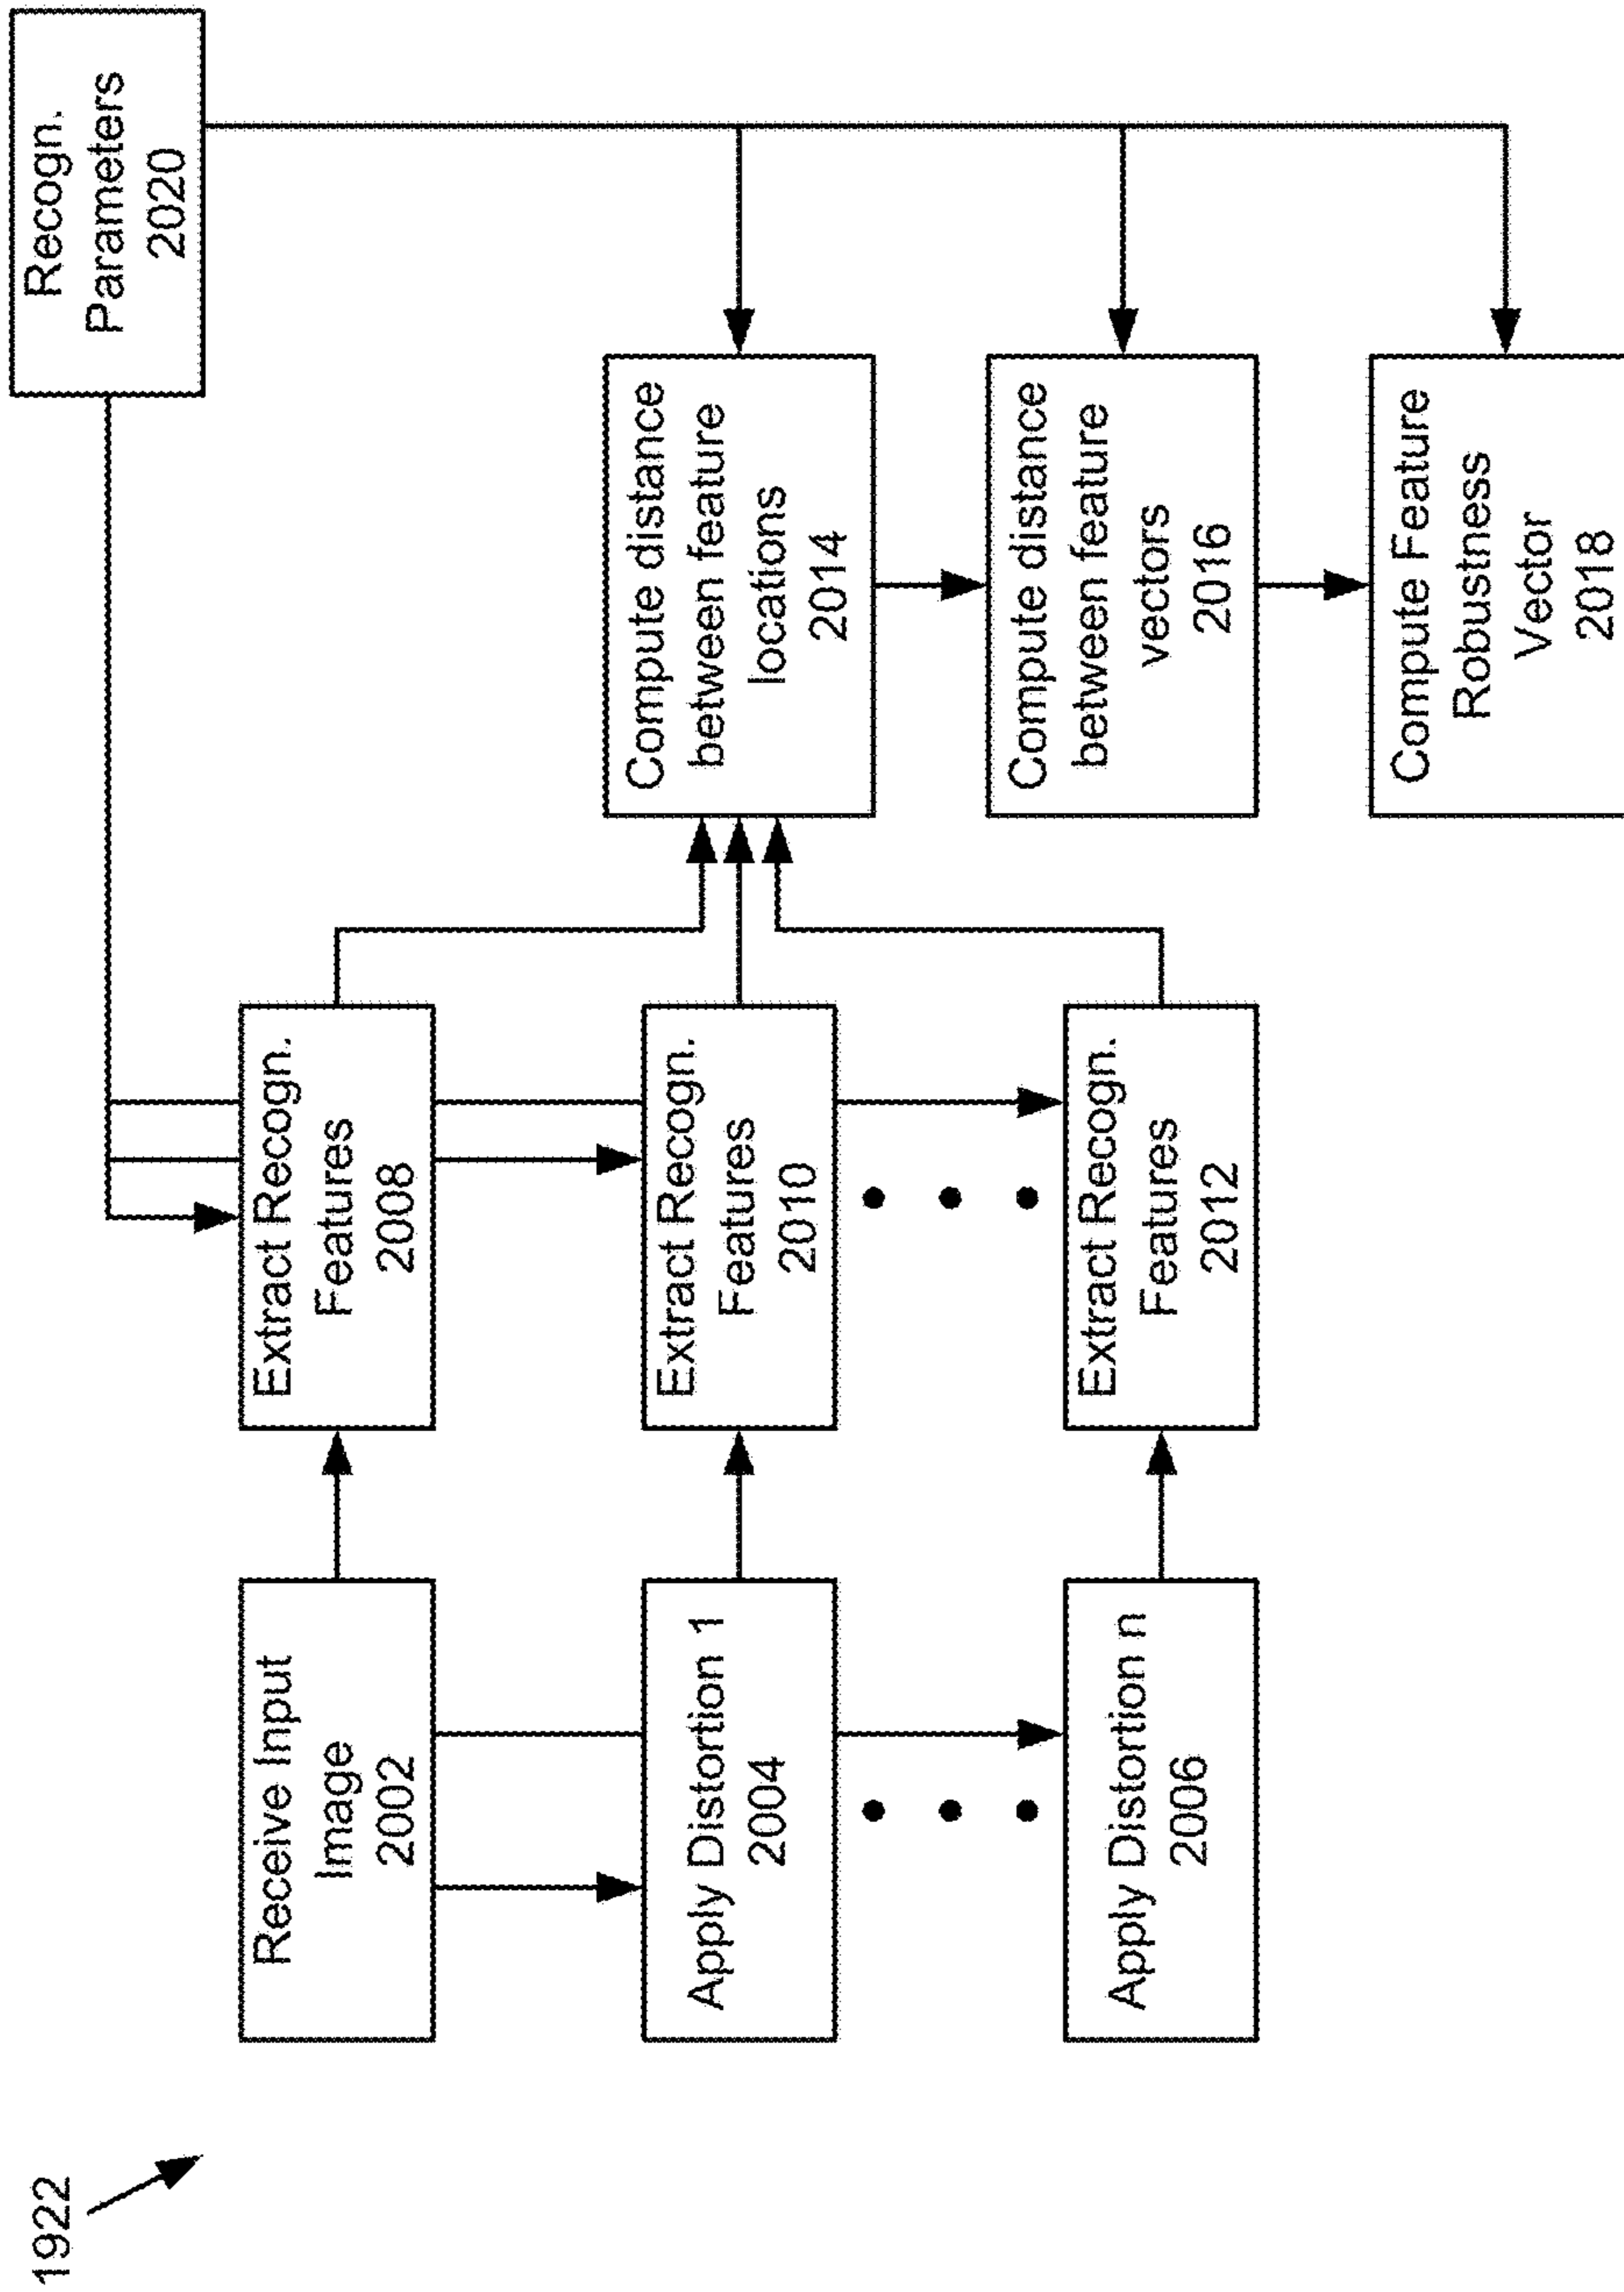 1922
Recogn.
Parameters
2020
Receive Input
Image
2002
Extract Recogn.
Features
2008
Apply Distortion 1
2004
Extract Recogn.
Features
2010
Compute distance
between feature
locations
2014
Apply Distortion n
2006
Extract Recogn.
Features
2012
Compute distance
between feature
vectors
2016
Compute Feature
Robustness
Vector
2018